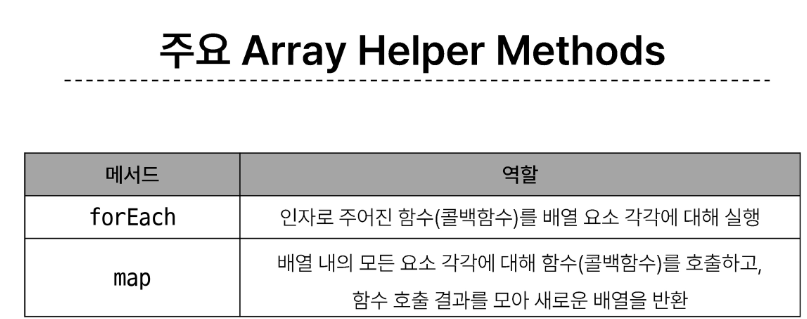 주요 Array Helper Methods
메서드 역할
forEach 인자로 주어진 함수(콜백함수)를 배열 요소 각각에 대해 실행
map 배열 내의 모든 요소 각각에 대해 함수(콜백함수)를 호출하고,
함수 호출 결과를 모아 새로운 배열을 반환